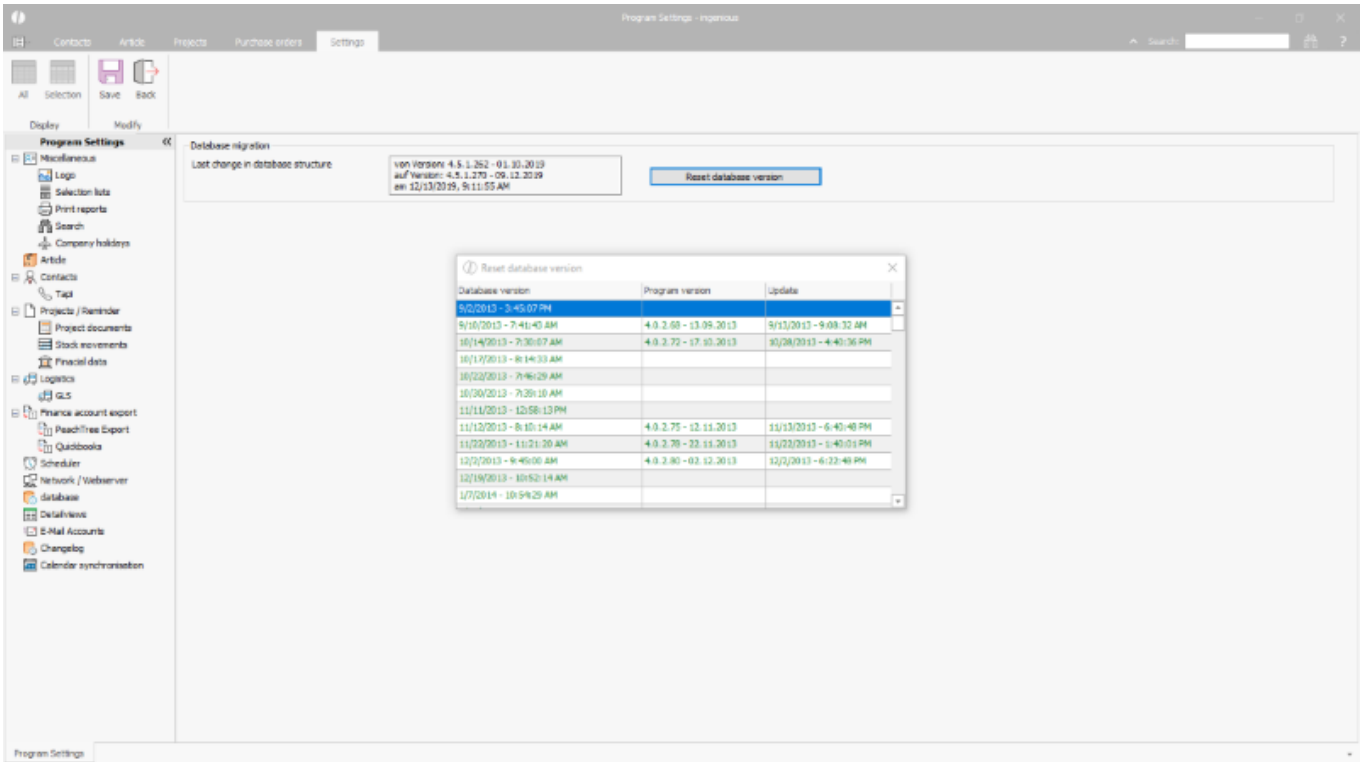 Program Settings - ingenious
Contacts Article Projects Purchase orders Settings Search: ?
All Selection Save Back
Display Modify
Program Settings «
Miscellaneous
Logo
Selection lists
Print reports
Search
Company holidays
Article
Contacts
Tapi
Projects / Reminder
Project documents
Stock movements
Finacial data
Logistics
GLS
Finance account export
PeachTree Export
Quickbooks
Scheduler
Network / Webserver
database
Detailviews
E-Mail Accounts
Changelog
Calendar synchronisation
Database migration
Last change in database structure
von Version: 4.5.1.262 - 01.10.2019
auf Version: 4.5.1.270 - 09.12.2019
am 12/13/2019, 9:11:55 AM
Reset database version
Reset database version
Database version Program version Update
9/2/2013 - 3:45:07 PM
9/10/2013 - 7:41:43 AM 4.0.2.68 - 13.09.2013 9/13/2013 - 9:08:32 AM
10/14/2013 - 7:30:07 AM 4.0.2.72 - 17.10.2013 10/28/2013 - 4:40:36 PM
10/17/2013 - 8:14:33 AM
10/22/2013 - 7:46:29 AM
10/30/2013 - 7:39:10 AM
11/11/2013 - 12:58:13 PM
11/12/2013 - 8:10:14 AM 4.0.2.75 - 12.11.2013 11/13/2013 - 6:40:48 PM
11/22/2013 - 11:21:20 AM 4.0.2.78 - 22.11.2013 11/22/2013 - 1:40:01 PM
12/2/2013 - 9:45:00 AM 4.0.2.80 - 02.12.2013 12/2/2013 - 6:22:48 PM
12/19/2013 - 10:52:14 AM
1/7/2014 - 10:54:29 AM
Program Settings